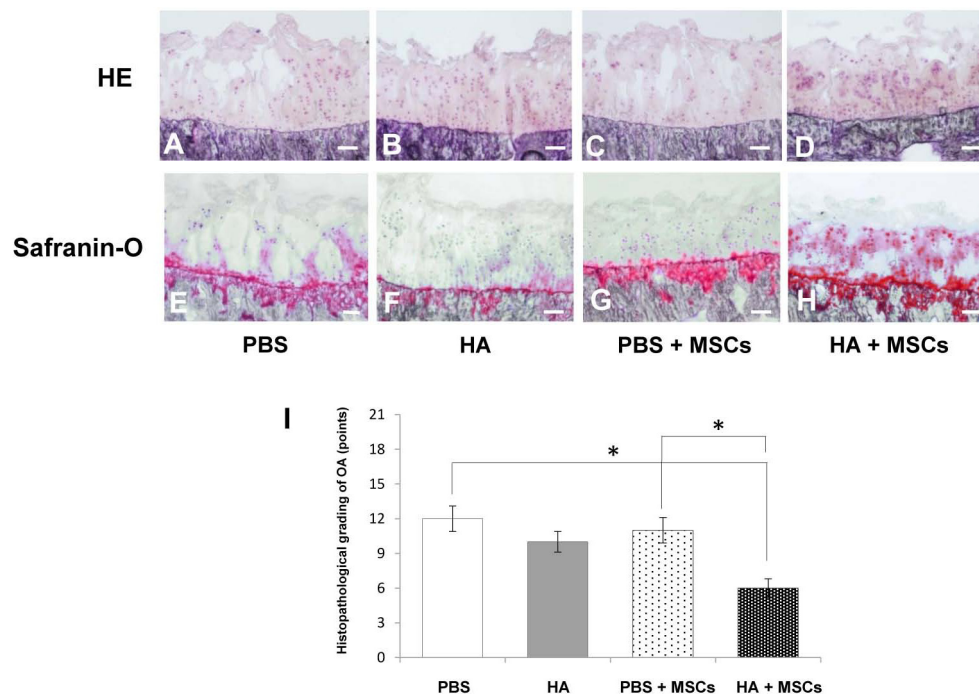 HE
A B C D
Safranin-O
E F G H
PBS HA PBS + MSCs HA + MSCs
I
Histopathological grading of OA (points)
21
18
15
12
9
6
3
0
*
*
PBS HA PBS + MSCs HA + MSCs